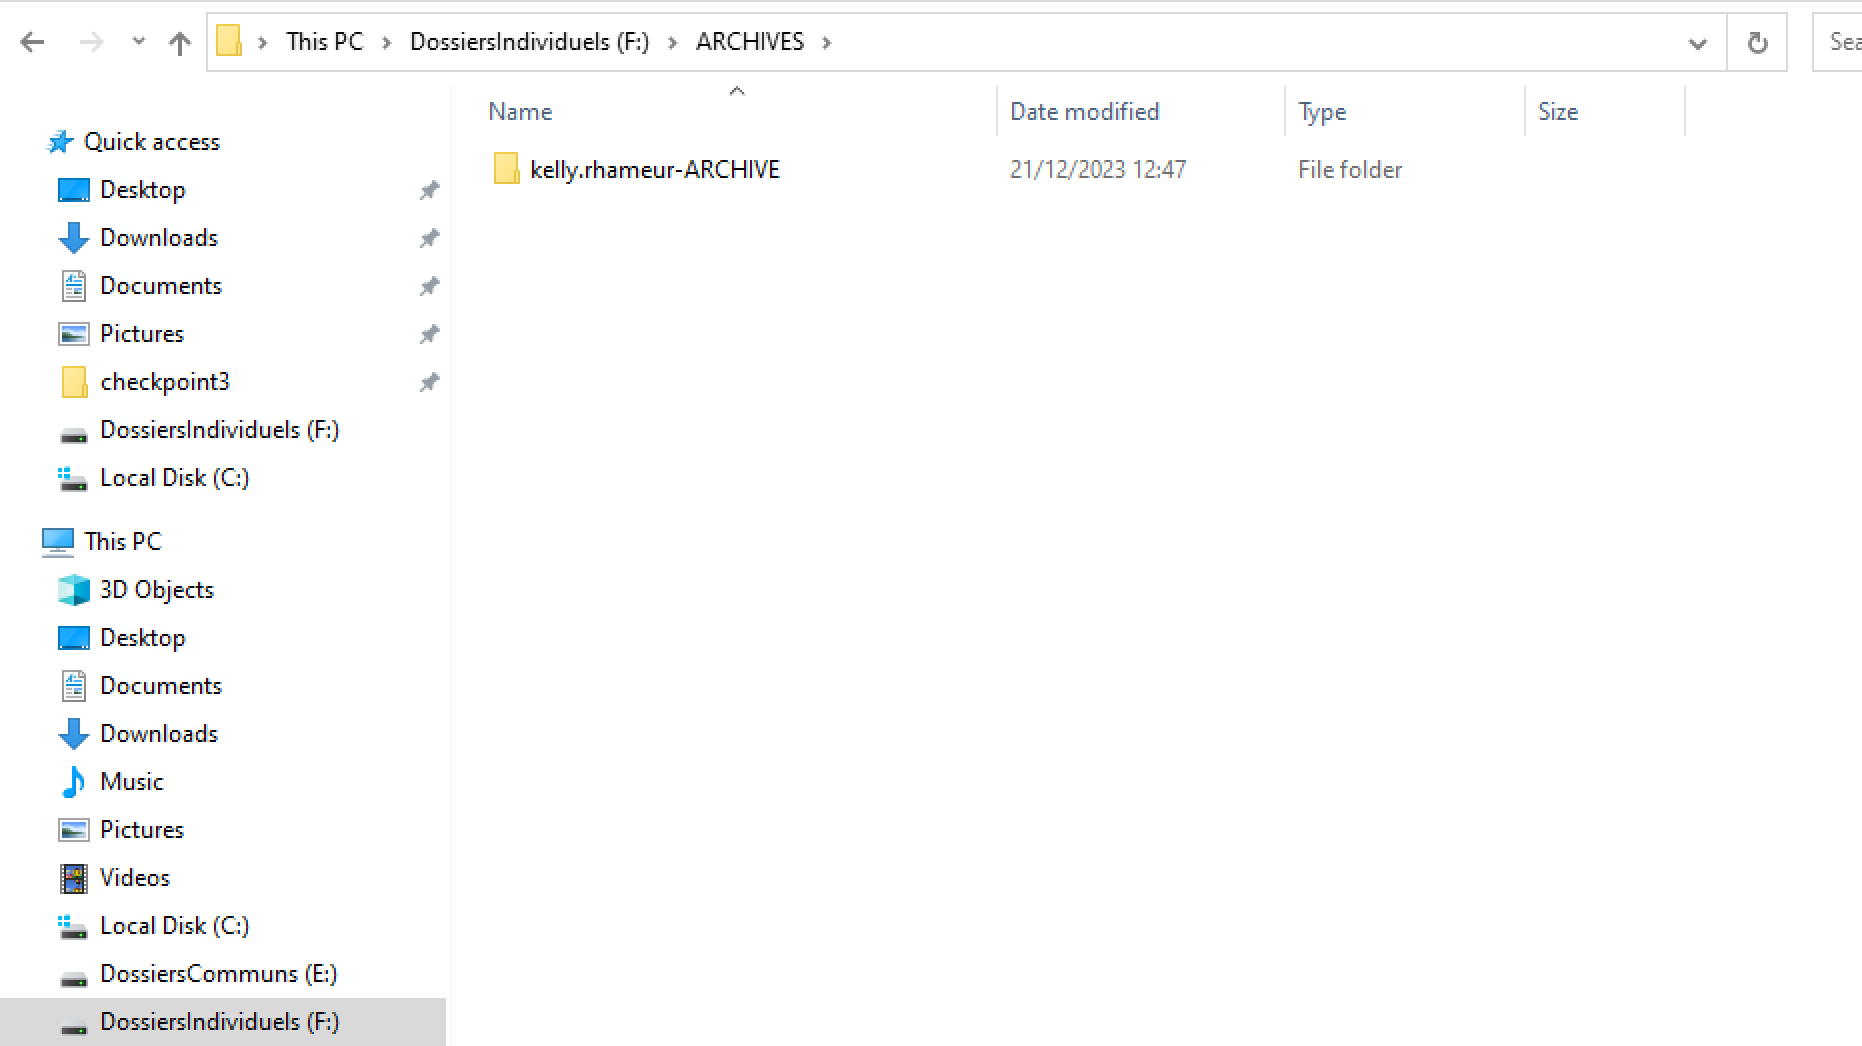 This PC > DossiersIndividuels (F:) > ARCHIVES >
Sea
Name Date modified Type Size
kelly.rhameur-ARCHIVE 21/12/2023 12:47 File folder
Quick access
Desktop
Downloads
Documents
Pictures
checkpoint3
DossiersIndividuels (F:)
Local Disk (C:)
This PC
3D Objects
Desktop
Documents
Downloads
Music
Pictures
Videos
Local Disk (C:)
DossiersCommuns (E:)
DossiersIndividuels (F:)